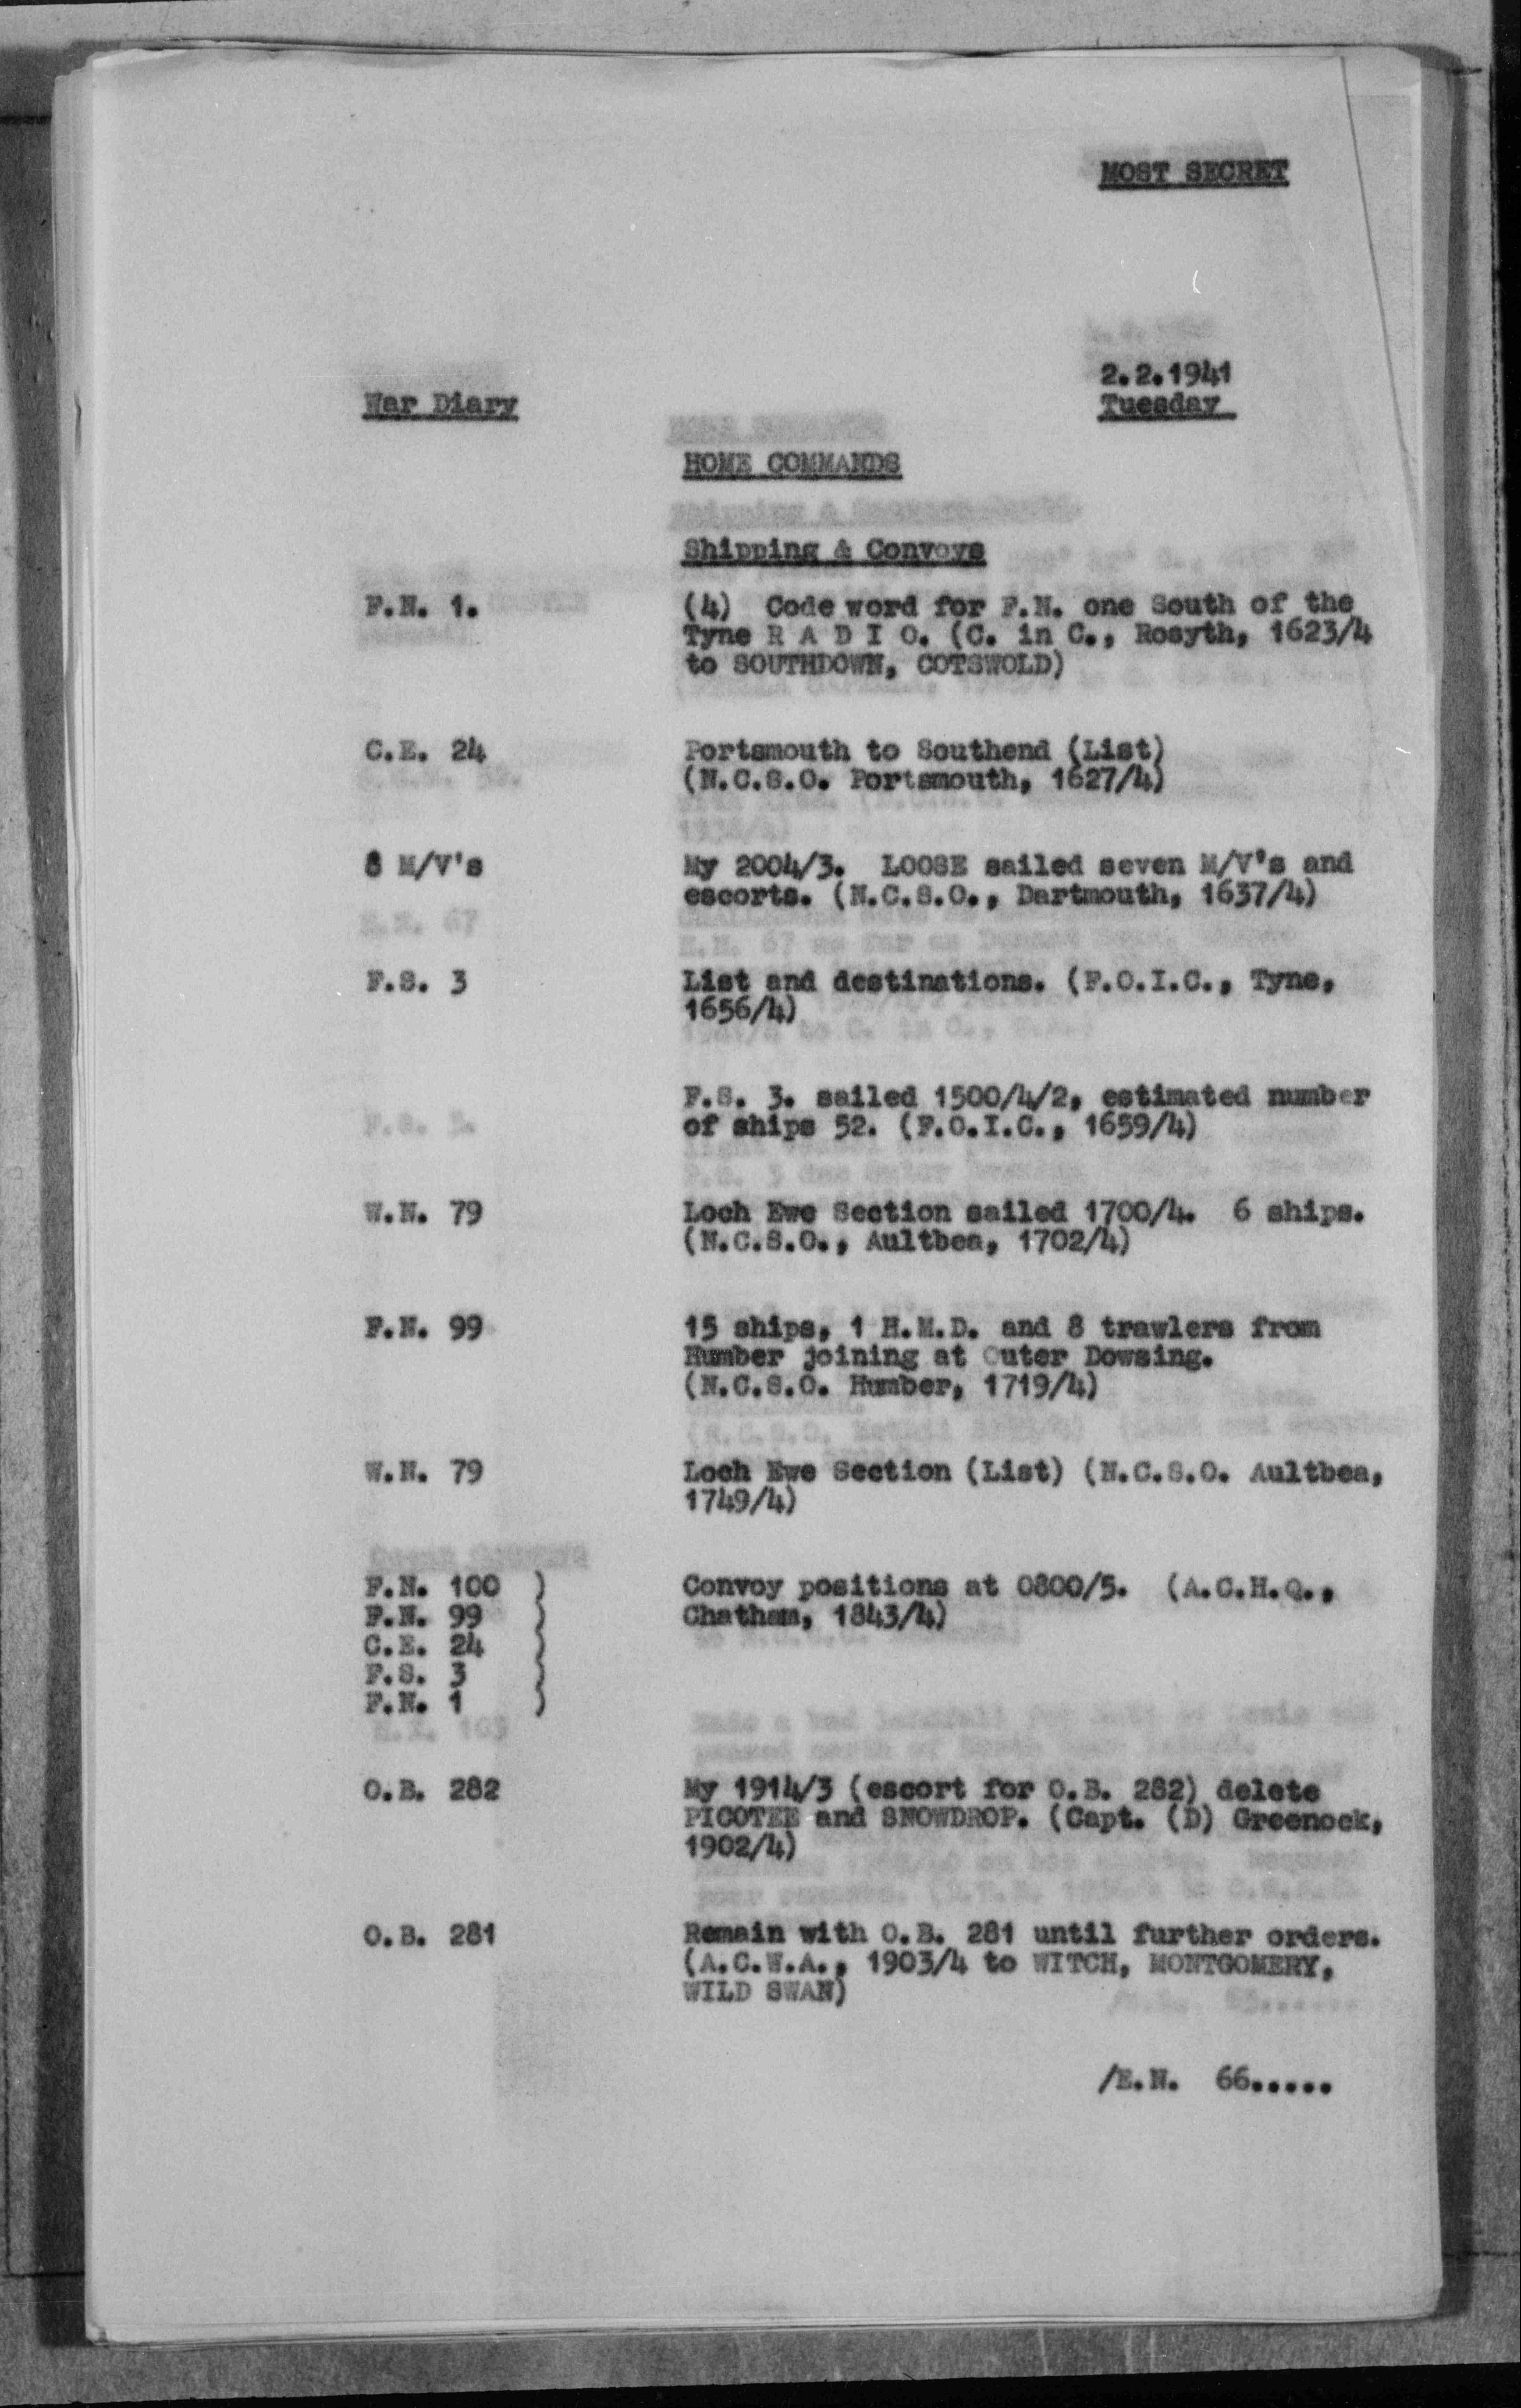 MOST SECRET
2.2.1941
War Diary
Tuesday
HOME COMMANDS
Shipping & Convoys
F.N. 1. (4) Code word for F.N. one South of the
Tyne R A D I O. (C. in C., Rosyth, 1623/4
to SOUTHDOWN, COTSWOLD)
C.E. 24 Portsmouth to Southend (List)
(N.C.S.O. Portsmouth, 1627/4)
8 M/V's My 2004/3. LOOSE sailed seven M/V's and
escorts. (N.C.S.O., Dartmouth, 1637/4)
F.S. 3 List and destinations. (F.O.I.C., Tyne,
1656/4)
F.S. 3. sailed 1500/4/2, estimated number
of ships 52. (F.O.I.C., 1659/4)
W.N. 79 Loch Ewe Section sailed 1700/4. 6 ships.
(N.C.S.O., Aultbea, 1702/4)
F.N. 99 15 ships, 1 H.M.D. and 8 trawlers from
Humber joining at Outer Dowsing.
(N.C.S.O. Humber, 1719/4)
W.N. 79 Loch Ewe Section (List) (N.C.S.O. Aultbea,
1749/4)
F.N. 100 ) Convoy positions at 0800/5. (A.C.H.Q.,
F.N. 99 ) Chatham, 1843/4)
C.E. 24 )
F.S. 3 )
F.N. 1 )
O.B. 282 My 1914/3 (escort for O.B. 282) delete
PICOTEE and SNOWDROP. (Capt. (D) Greenock,
1902/4)
O.B. 281 Remain with O.B. 281 until further orders.
(A.C.W.A., 1903/4 to WITCH, MONTGOMERY,
WILD SWAN)
/E.N. 66.....